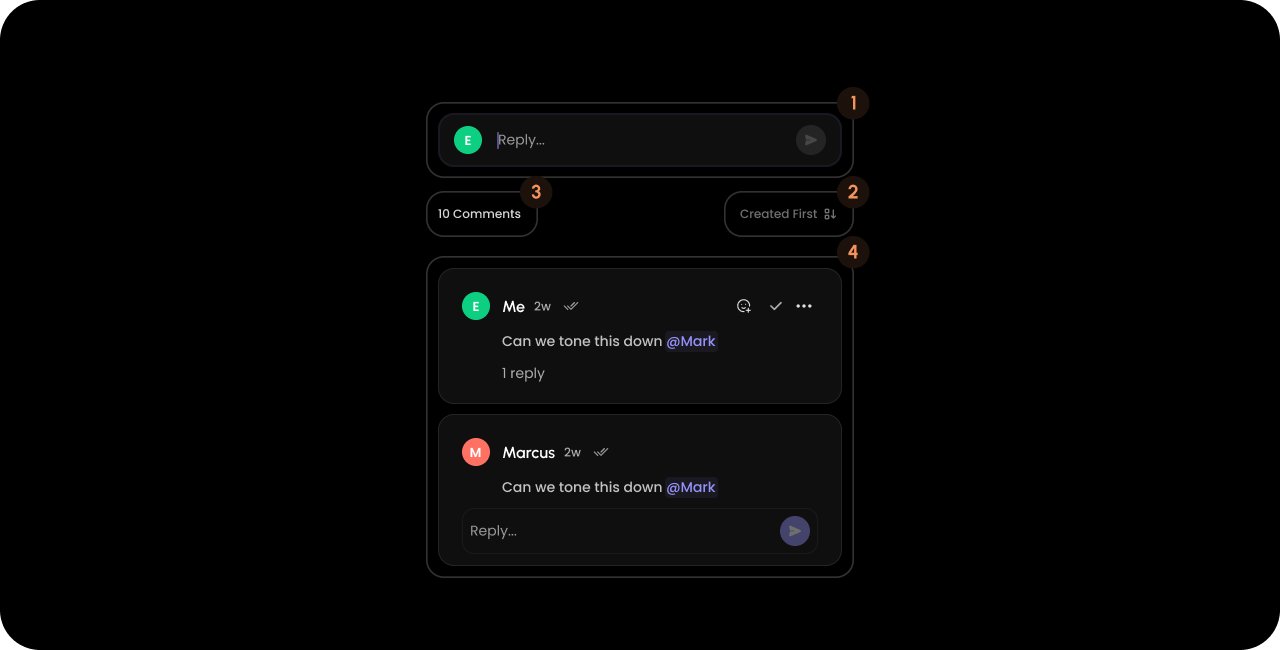 1
E Reply...
3
2
10 Comments Created First
4
E Me 2w
Can we tone this down @Mark
1 reply
M Marcus 2w
Can we tone this down @Mark
Reply...